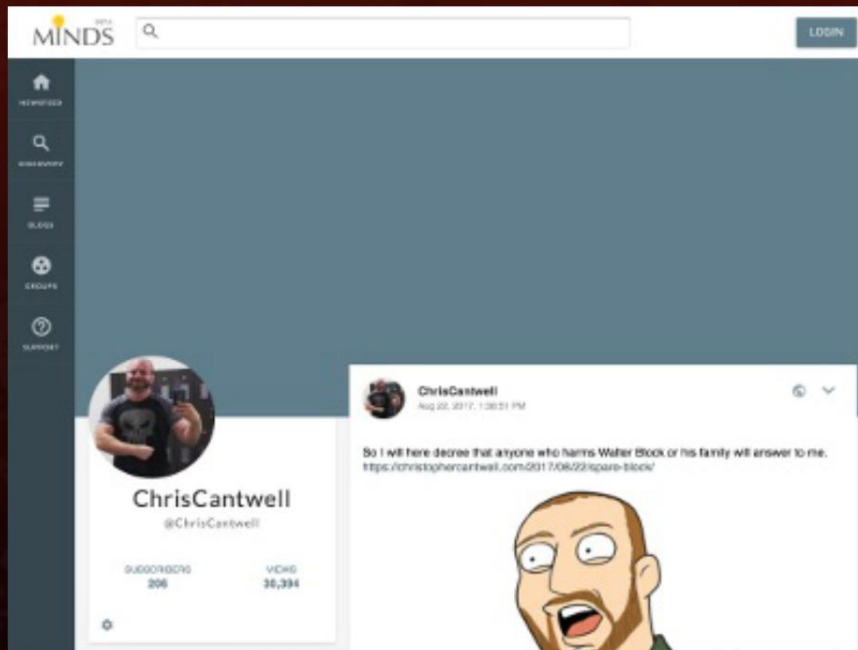 MINDS
LOGIN
NEWSFEED
DISCOVERY
BLOGS
GROUPS
SUPPORT
ChrisCantwell
Aug 22, 2017, 1:36:51 PM
So I will here decree that anyone who harms Walter Block or his family will answer to me.
https://christophercantwell.com/2017/08/22/spare-block/
ChrisCantwell
@ChrisCantwell
SUBSCRIBERS VIEWS
206 30,394